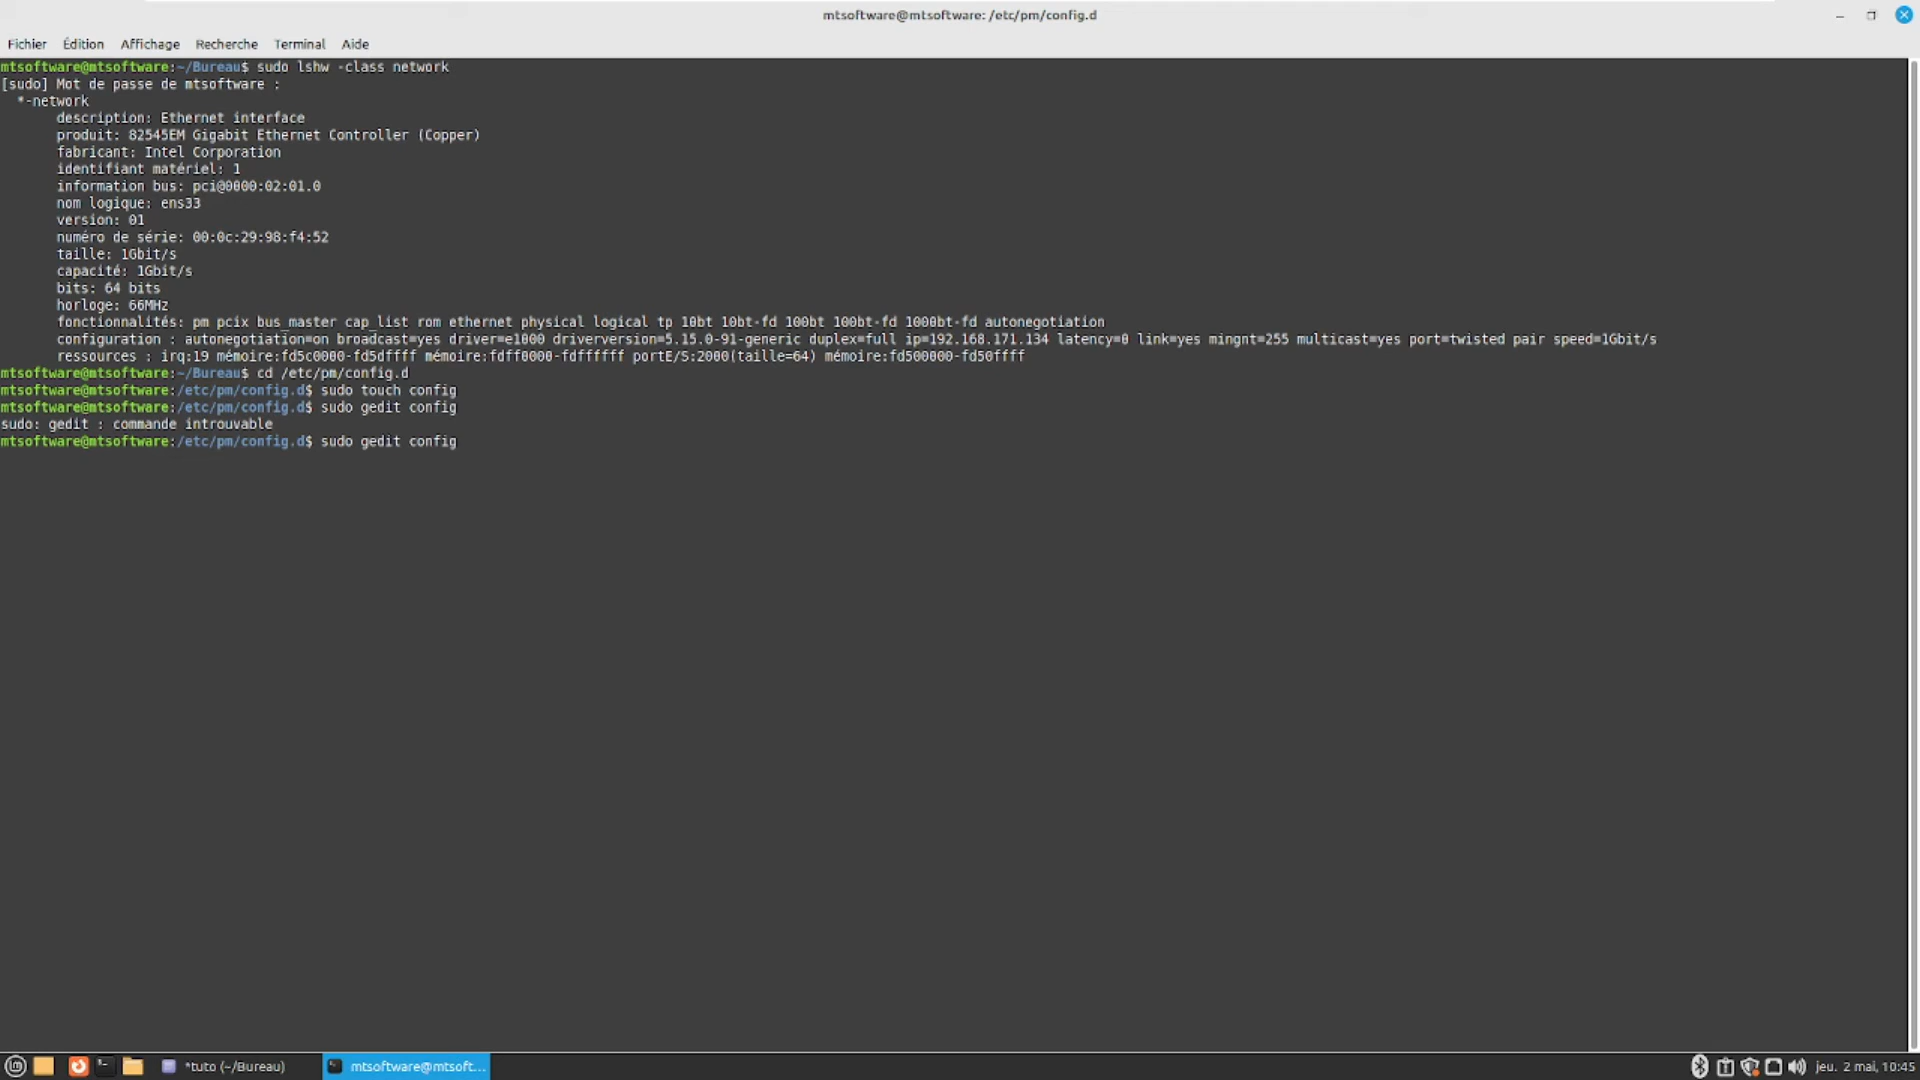 mtsoftware@mtsoftware: /etc/pm/config.d
Fichier Édition Affichage Recherche Terminal Aide
mtsoftware@mtsoftware:~/Bureau$ sudo lshw -class network
[sudo] Mot de passe de mtsoftware :
*-network
description: Ethernet interface
produit: 82545EM Gigabit Ethernet Controller (Copper)
fabricant: Intel Corporation
identifiant matériel: 1
information bus: pci@0000:02:01.0
nom logique: ens33
version: 01
numéro de série: 00:0c:29:98:f4:52
taille: 1Gbit/s
capacité: 1Gbit/s
bits: 64 bits
horloge: 66MHz
fonctionnalités: pm pcix bus_master cap_list rom ethernet physical logical tp 10bt 10bt-fd 100bt 100bt-fd 1000bt-fd autonegotiation
configuration : autonegotiation=on broadcast=yes driver=e1000 driverversion=5.15.0-91-generic duplex=full ip=192.168.171.134 latency=0 link=yes mingnt=255 multicast=yes port=twisted pair speed=1Gbit/s
ressources : irq:19 mémoire:fd5c0000-fd5dffff mémoire:fdff0000-fdffffff portE/S:2000(taille=64) mémoire:fd500000-fd50ffff
mtsoftware@mtsoftware:~/Bureau$ cd /etc/pm/config.d
mtsoftware@mtsoftware:/etc/pm/config.d$ sudo touch config
mtsoftware@mtsoftware:/etc/pm/config.d$ sudo gedit config
sudo: gedit : commande introuvable
mtsoftware@mtsoftware:/etc/pm/config.d$ sudo gedit config
*tuto (~/Bureau) mtsoftware@mtsoft... jeu. 2 mai, 10:45